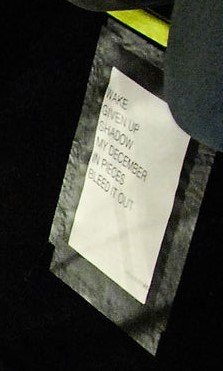 WAKE
GIVEN UP
SHADOW
MY DECEMBER
IN PIECES
BLEED IT OUT